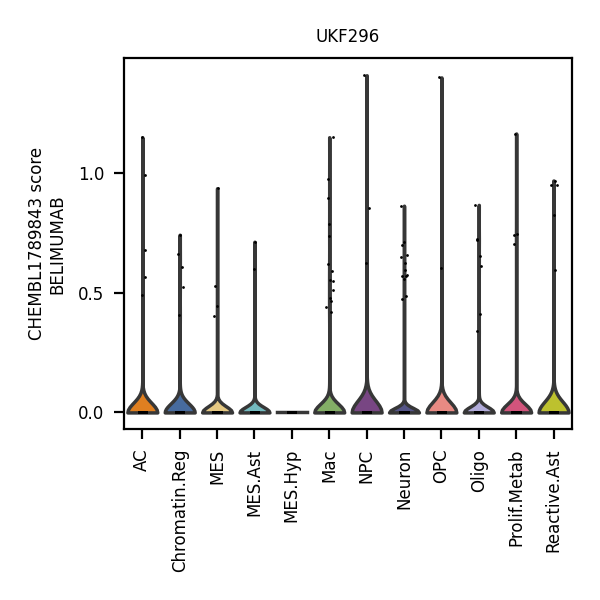 UKF296
CHEMBL1789843 score
BELIMUMAB
1.0
0.5
0.0
AC
Chromatin.Reg
MES
MES.Ast
MES.Hyp
Mac
NPC
Neuron
OPC
Oligo
Prolif.Metab
Reactive.Ast